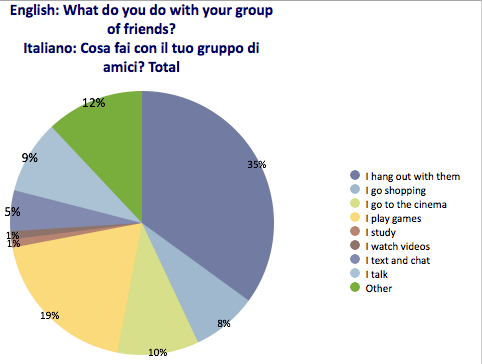 English: What do you do with your group
of friends?
Italiano: Cosa fai con il tuo gruppo di
amici? Total
12%
35%
9%
5%
1%
1%
19%
10%
8%
I hang out with them
I go shopping
I go to the cinema
I play games
I study
I watch videos
I text and chat
I talk
Other